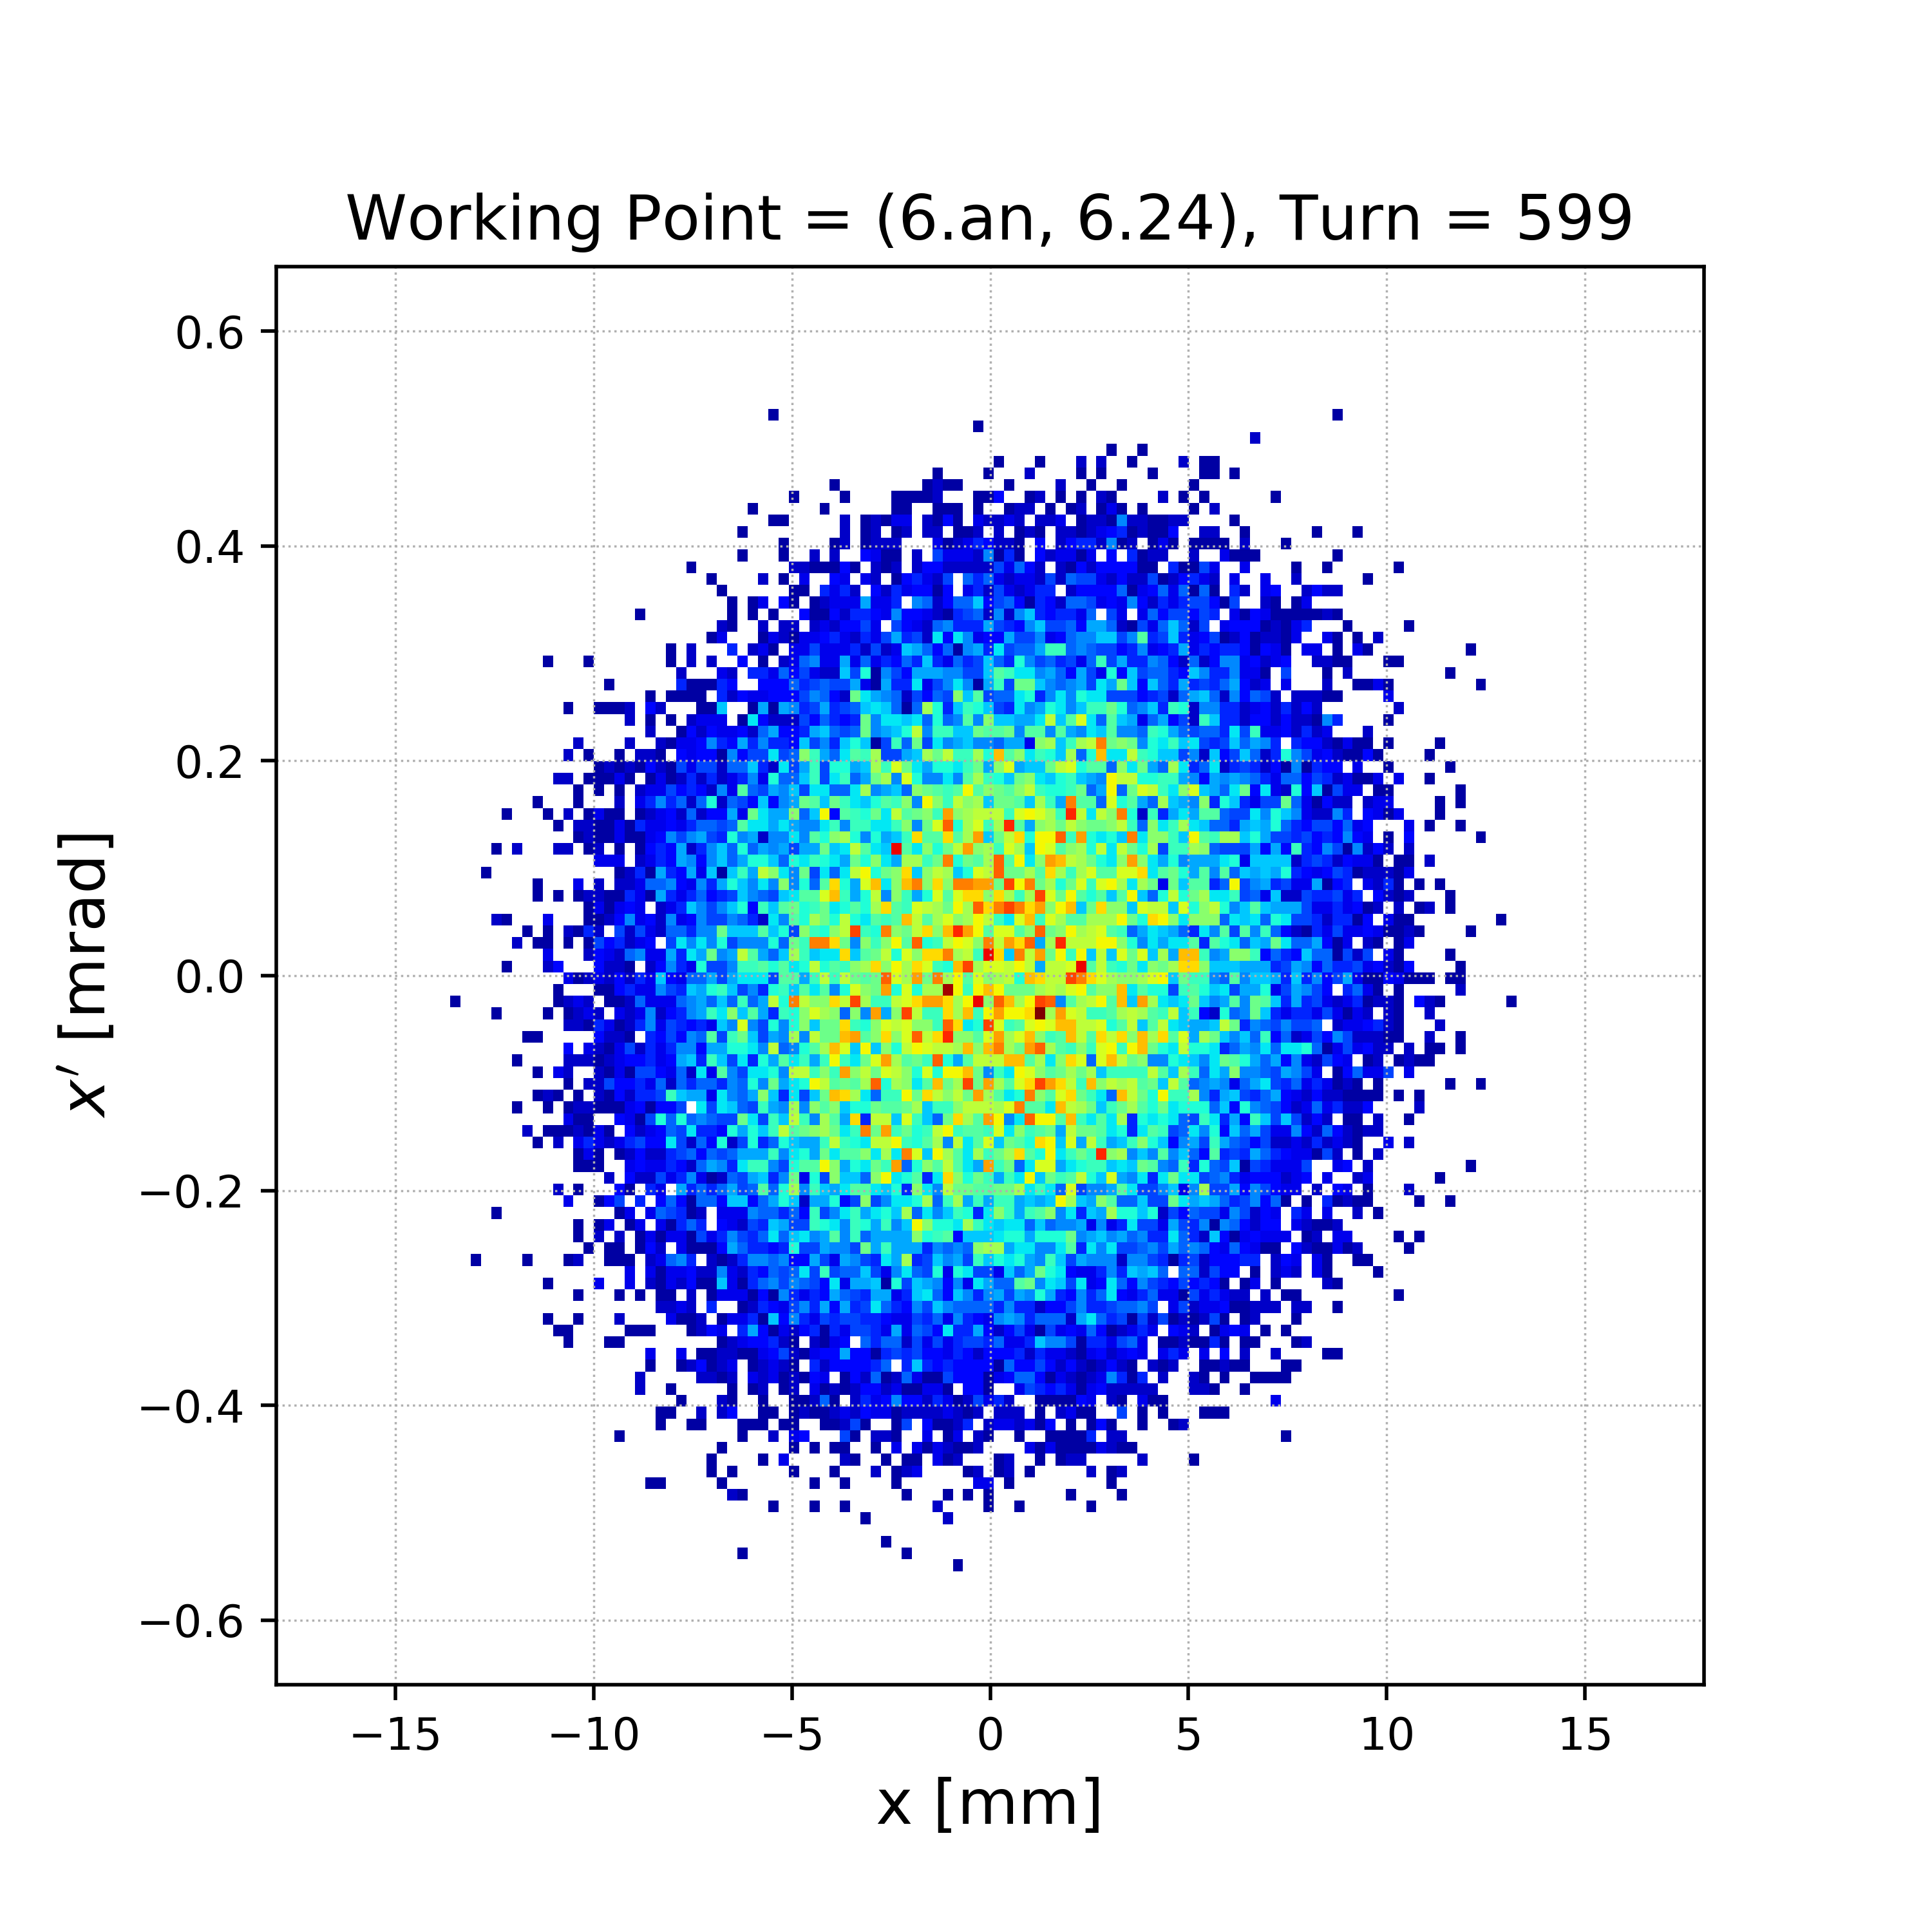 Working Point = (6.an, 6.24), Turn = 599
0.6
0.4
0.2
0.0
−0.2
−0.4
−0.6
x′ [mrad]
−15 −10 −5 0 5 10 15
x [mm]